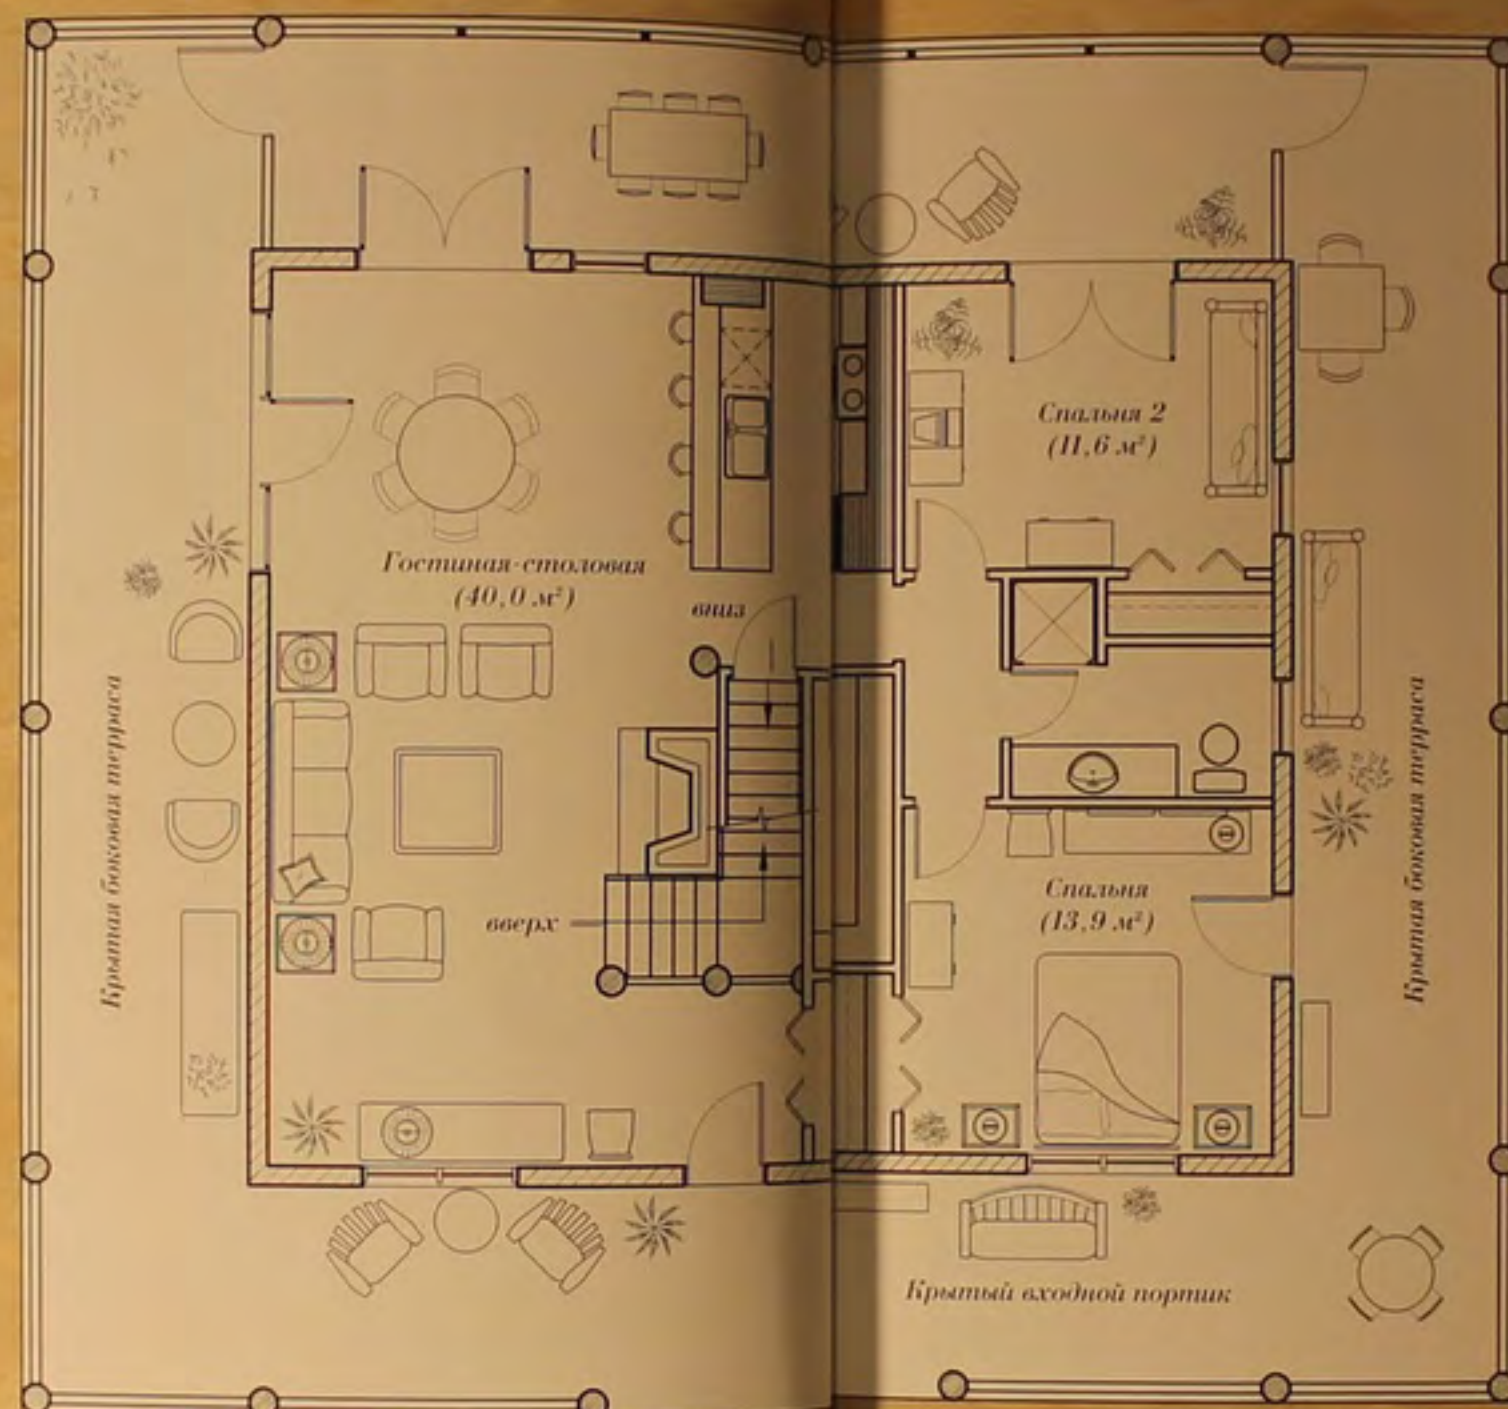 Спальня 2
(11,6 м²)
Гостиная-столовая
(40,0 м²)
вниз
Крытая боковая терраса
Крытая боковая терраса
Спальня
(13,9 м²)
вверх
Крытый входной портик